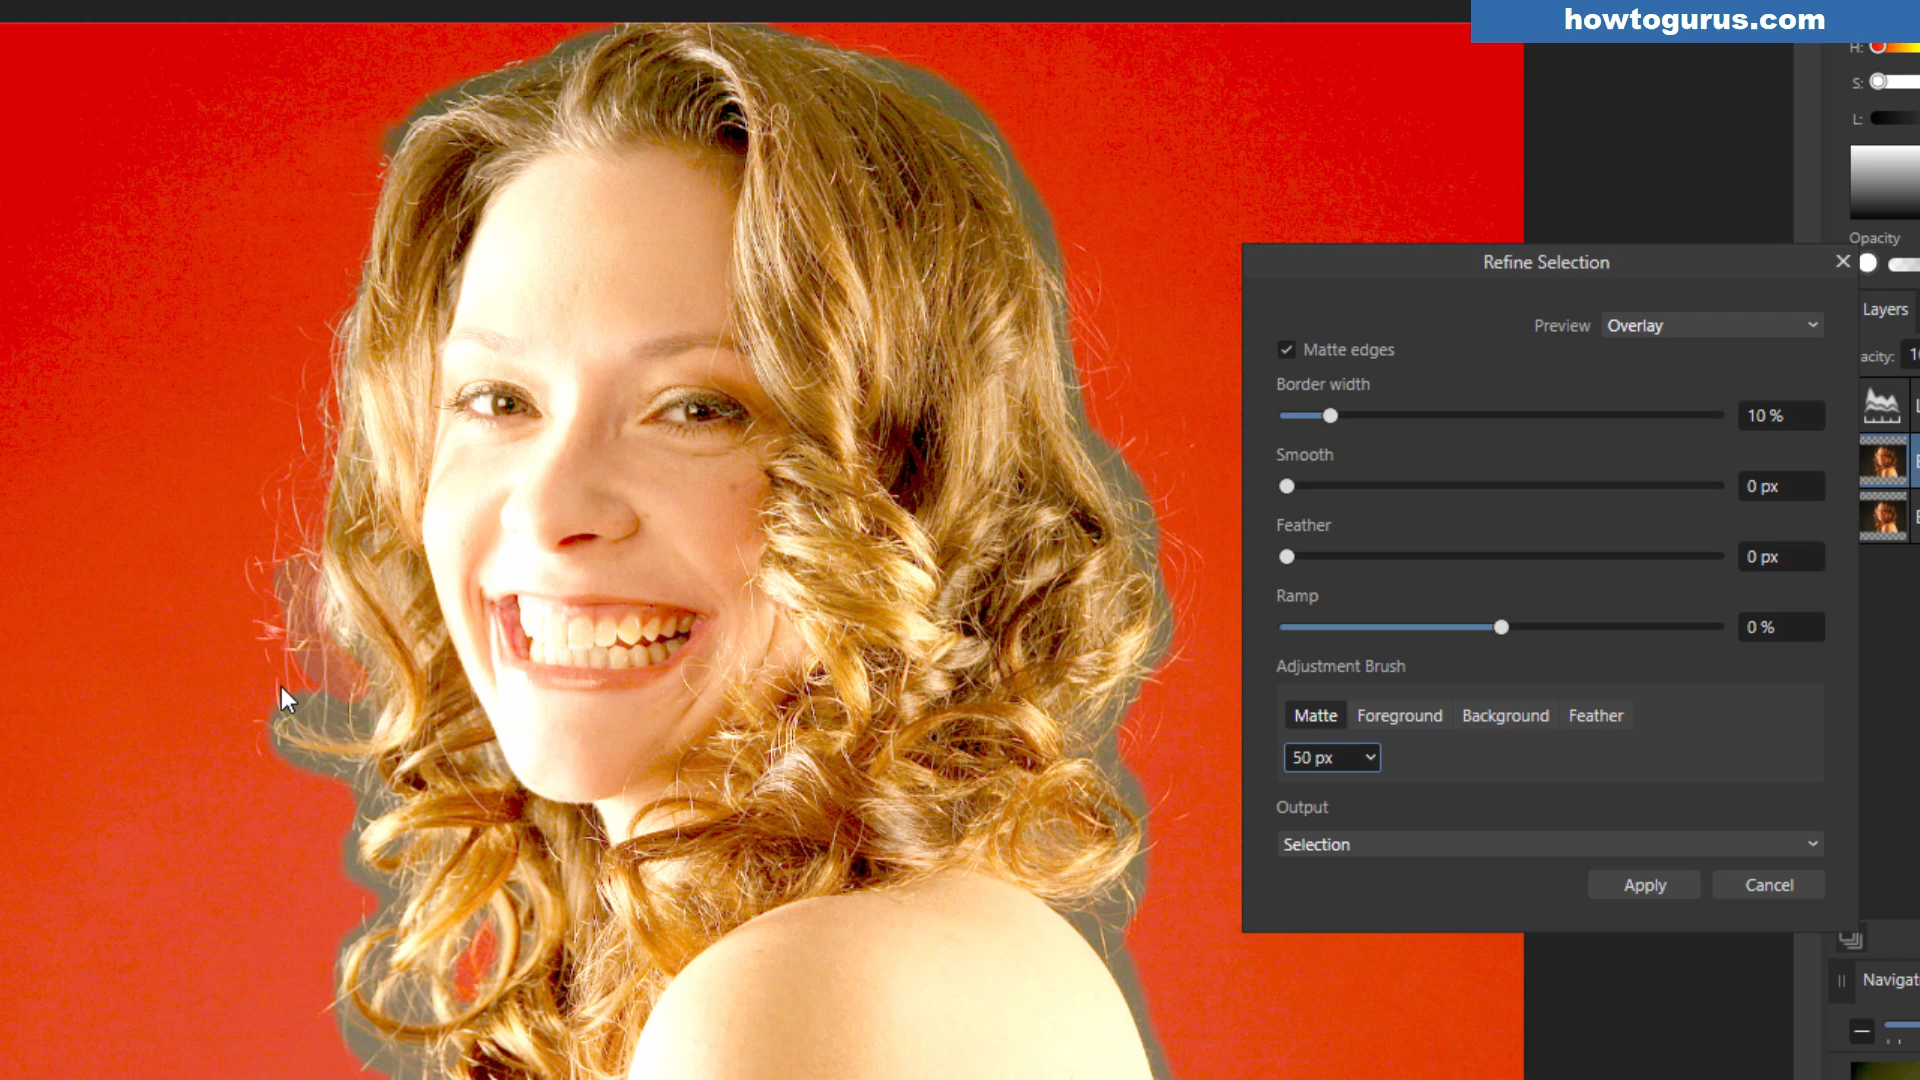 howtogurus.com
H:
S:
L:
Opacity
Refine Selection
Layers
Preview Overlay
Matte edges
acity: 1
Border width
10 %
Smooth
0 px
Feather
0 px
Ramp
0 %
Adjustment Brush
Matte Foreground Background Feather
50 px
Output
Selection
Apply Cancel
Navigat